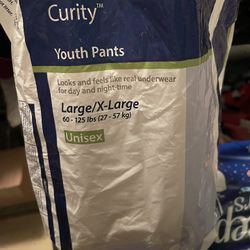 Curity™
Youth Pants
Looks and feels like real underwear
for day and night-time
Large/X-Large
60 - 125 lbs (27 - 57 kg)
Unisex